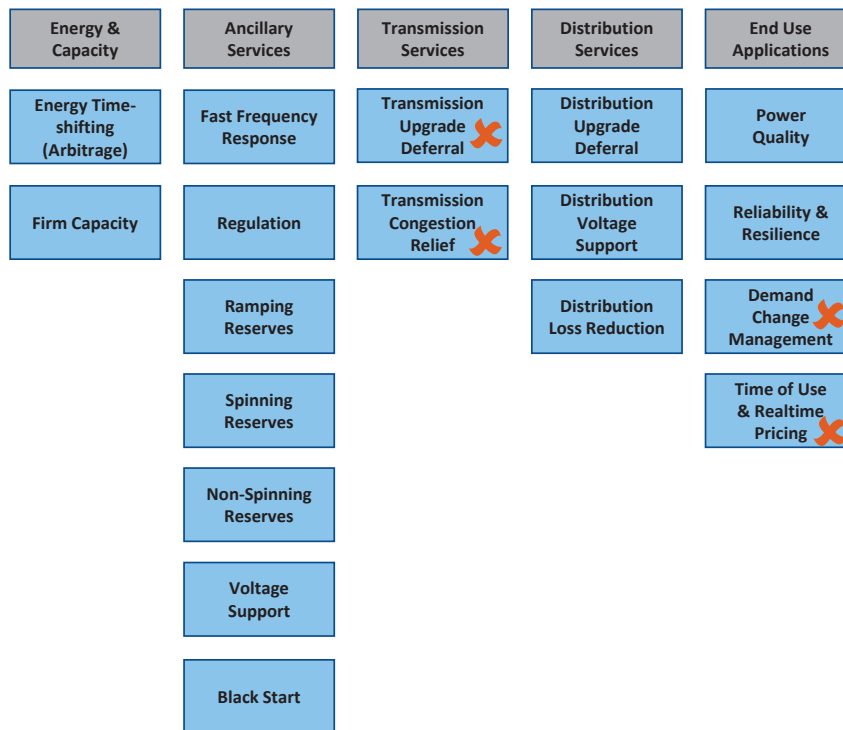 Energy &
Capacity
Ancillary
Services
Transmission
Services
Distribution
Services
End Use
Applications
Energy Time-
shifting
(Arbitrage)
Fast Frequency
Response
Transmission
Upgrade
Deferral
Distribution
Upgrade
Deferral
Power
Quality
Firm Capacity
Regulation
Transmission
Congestion
Relief
Distribution
Voltage
Support
Reliability &
Resilience
Ramping
Reserves
Distribution
Loss Reduction
Demand
Change
Management
Spinning
Reserves
Time of Use
& Realtime
Pricing
Non-Spinning
Reserves
Voltage
Support
Black Start